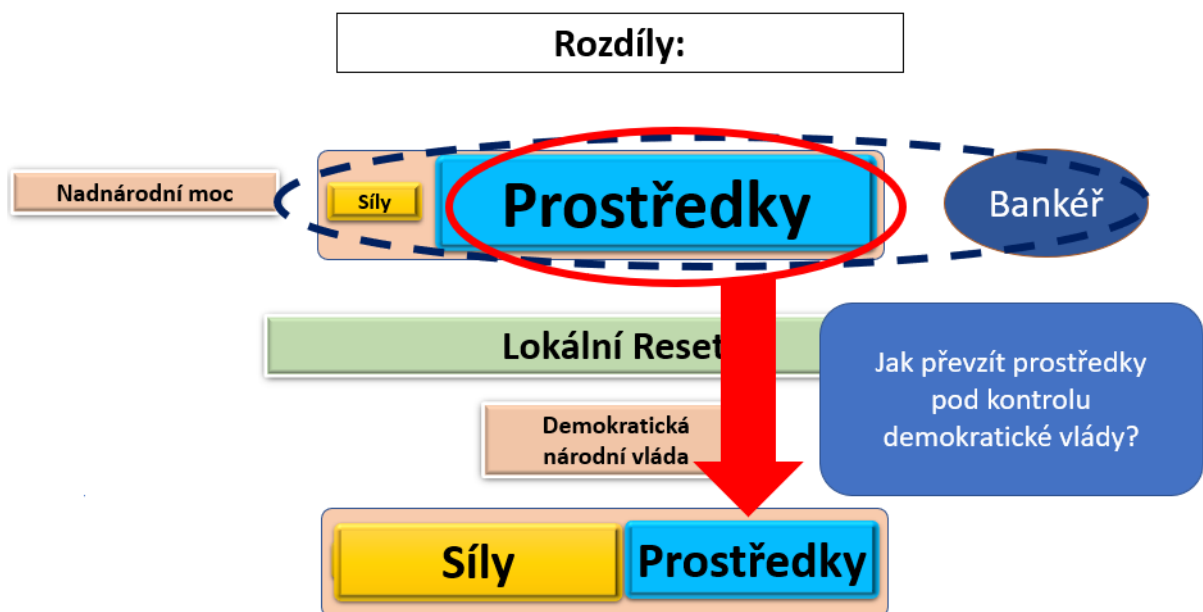 Rozdíly:
Nadnárodní moc
Síly
Prostředky
Bankéř
Lokální Reset
Jak převzít prostředky
pod kontrolu
demokratické vlády?
Demokratická
národní vláda
Síly
Prostředky